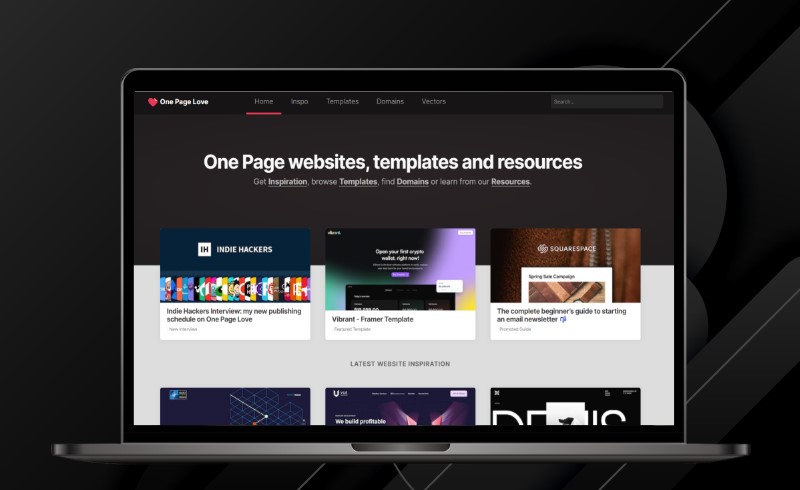 One Page Love
Home
Inspo
Templates
Domains
Vectors
Search...
One Page websites, templates and resources
Get Inspiration, browse Templates, find Domains or learn from our Resources.
IH INDIE HACKERS
Indie Hackers Interview: my new publishing
schedule on One Page Love
New Interview
Open your first crypto
wallet. right now!
Vibrant - Framer Template
Featured Template
SQUARESPACE
Spring Sale Campaign
The complete beginner's guide to starting
an email newsletter
Promoted Guide
LATEST WEBSITE INSPIRATION
We build profitable